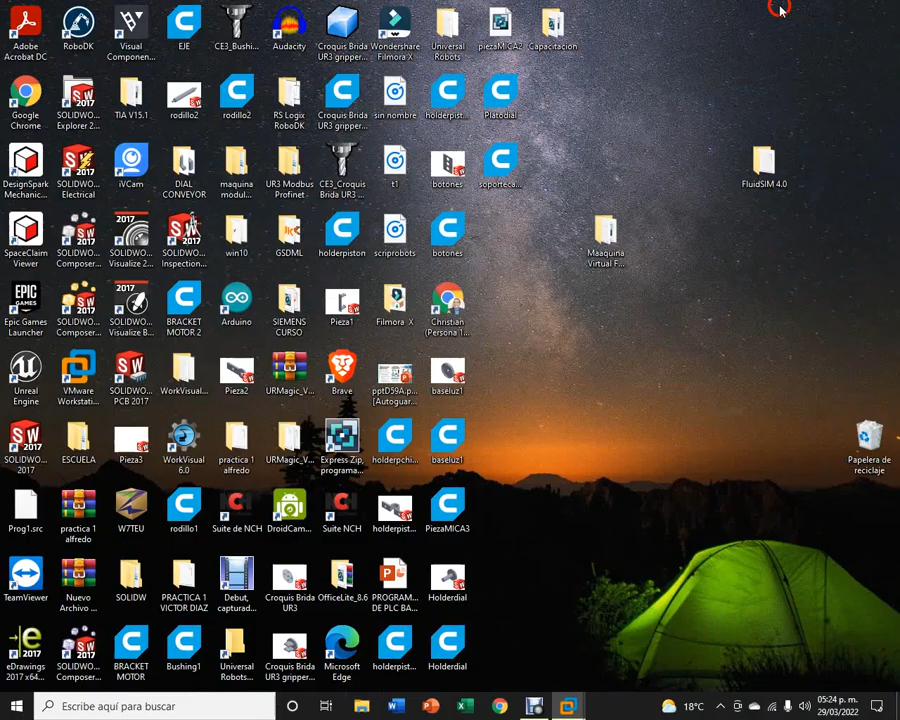 Adobe Acrobat DC
RoboDK
Visual Componen...
EJE
CE3_Bushi...
Audacity
Croquis Brida UR3 gripper...
Wondershare Filmora X
Universal Robots
piezaMICA2
Capacitacion
Google Chrome
SOLIDWO... Explorer 2...
TIA V15.1
rodillo2
rodillo2
RS Logix RoboDK
Croquis Brida UR3 gripper...
sin nombre
holderpist...
Platodial
DesignSpark Mechanic...
SOLIDWO... Electrical
iVCam
DIAL CONVEYOR
maquina modul...
UR3 Modbus Profinet
CE3_Croquis Brida UR3 ...
t1
botones
soporteca...
FluidSIM 4.0
SpaceClaim Viewer
SOLIDWO... Composer...
SOLIDWO... Visualize 2...
SOLIDWO... Inspection...
win10
GSDML
holderpiston
scriprobots
botones
Maaquina Virtual F...
Epic Games Launcher
SOLIDWO... Composer...
SOLIDWO... Visualize B...
BRACKET MOTOR 2
Arduino
SIEMENS CURSO
Pieza1
Filmora X
Christian (Persona 1...
Unreal Engine
VMware Workstati...
SOLIDWO... PCB 2017
WorkVisual...
Pieza2
URMagic_V...
Brave
pptD59A.p... [Autoguar...
baseluz1
SOLIDWO... 2017
ESCUELA
Pieza3
WorkVisual 6.0
practica 1 alfredo
URMagic_V...
Express Zip, programa...
holderpchi...
baseluz1
Papelera de reciclaje
Prog1.src
practica 1 alfredo
W7TEU
rodillo1
Suite de NCH
DroidCam...
Suite NCH
holderpist...
PiezaMICA3
TeamViewer
Nuevo Archivo ...
SOLIDW
PRACTICA 1 VICTOR DIAZ
Debut, capturad...
Croquis Brida UR3
OfficeLite_8.6
PROGRAM... DE PLC BA...
Holderdial
eDrawings 2017 x64...
SOLIDWO... Composer...
BRACKET MOTOR
Bushing1
Universal Robots...
Croquis Brida UR3 gripper...
Microsoft Edge
holderpist...
Holderdial
Escribe aquí para buscar
18°C
05:24 p. m.
29/03/2022